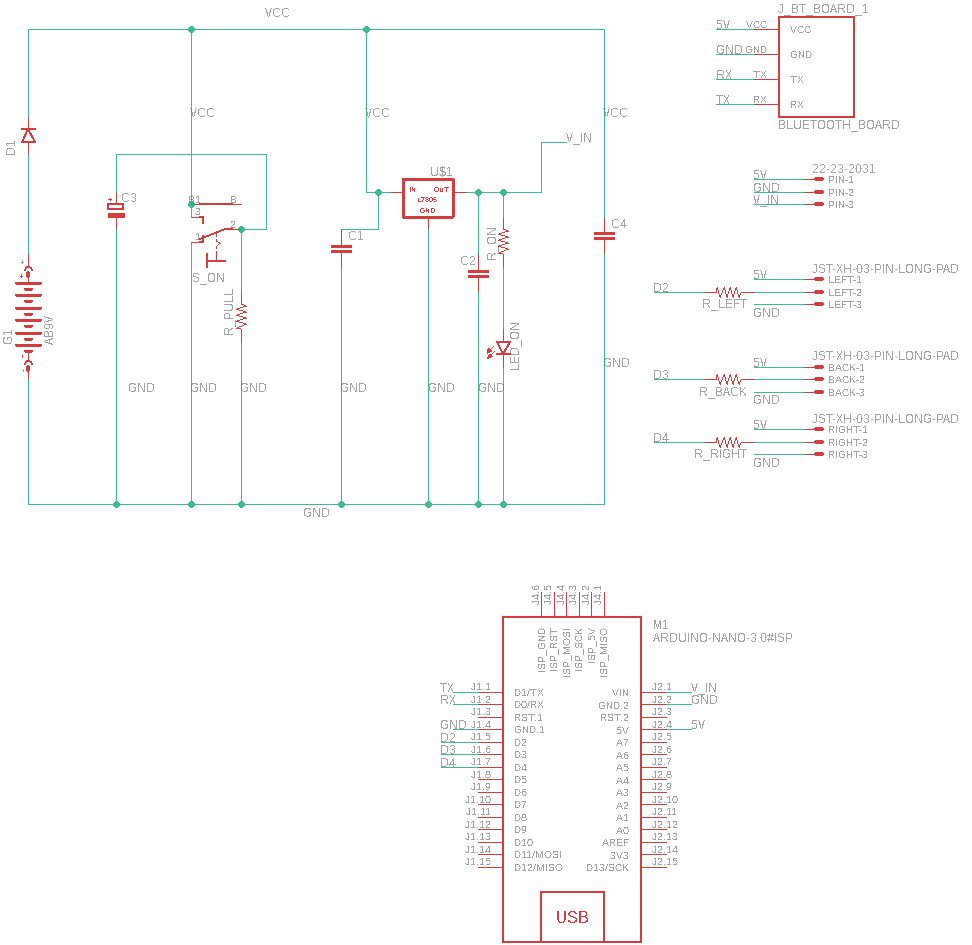 VCC
J_BT_BOARD_1
5V VCC VCC
GND GND GND
RX TX TX
TX RX RX
BLUETOOTH_BOARD
VCC
VCC
VCC
D1
V_IN
U$1
IN OUT
L7805
GND
22-23-2031
5V PIN-1
GND PIN-2
V_IN PIN-3
C3
B1 B
3
2
1
S_ON
C1
R_ON
C2
C4
JST-XH-03-PIN-LONG-PAD
5V LEFT-1
D2 LEFT-2
R_LEFT LEFT-3
GND
G1
AB9V
R_PULL
LED_ON
JST-XH-03-PIN-LONG-PAD
5V BACK-1
D3 BACK-2
R_BACK BACK-3
GND
GND GND GND GND GND GND GND
JST-XH-03-PIN-LONG-PAD
5V RIGHT-1
D4 RIGHT-2
R_RIGHT RIGHT-3
GND
GND
J4.6 J4.5 J4.4 J4.3 J4.2 J4.1
ISP_GND ISP_RST ISP_MOSI ISP_SCK ISP_5V ISP_MISO
M1
ARDUINO-NANO-3.0#ISP
TX J1.1 D1/TX VIN J2.1 V_IN
RX J1.2 D0/RX GND.2 J2.2 GND
J1.3 RST.1 RST.2 J2.3
GND J1.4 GND.1 5V J2.4 5V
D2 J1.5 D2 A7 J2.5
D3 J1.6 D3 A6 J2.6
D4 J1.7 D4 A5 J2.7
J1.8 D5 A4 J2.8
J1.9 D6 A3 J2.9
J1.10 D7 A2 J2.10
J1.11 D8 A1 J2.11
J1.12 D9 A0 J2.12
J1.13 D10 AREF J2.13
J1.14 D11/MOSI 3V3 J2.14
J1.15 D12/MISO D13/SCK J2.15
USB